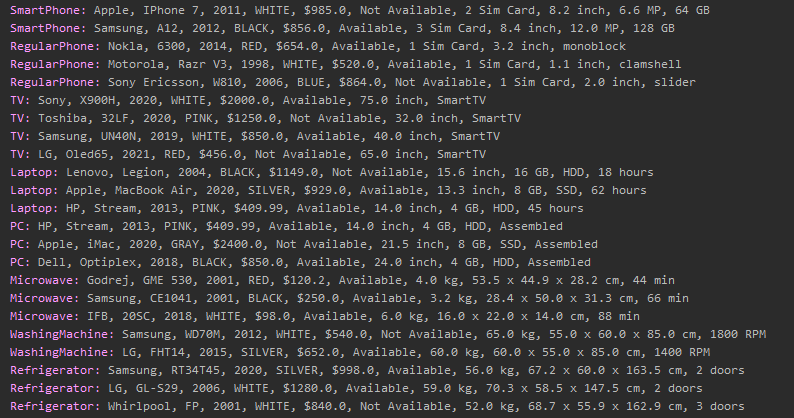 SmartPhone: Apple, IPhone 7, 2011, WHITE, $985.0, Not Available, 2 Sim Card, 8.2 inch, 6.6 MP, 64 GB
SmartPhone: Samsung, A12, 2012, BLACK, $856.0, Available, 3 Sim Card, 8.4 inch, 12.0 MP, 128 GB
RegularPhone: Nokla, 6300, 2014, RED, $654.0, Available, 1 Sim Card, 3.2 inch, monoblock
RegularPhone: Motorola, Razr V3, 1998, WHITE, $520.0, Available, 1 Sim Card, 1.1 inch, clamshell
RegularPhone: Sony Ericsson, W810, 2006, BLUE, $864.0, Not Available, 1 Sim Card, 2.0 inch, slider
TV: Sony, X900H, 2020, WHITE, $2000.0, Available, 75.0 inch, SmartTV
TV: Toshiba, 32LF, 2020, PINK, $1250.0, Not Available, 32.0 inch, SmartTV
TV: Samsung, UN40N, 2019, WHITE, $850.0, Available, 40.0 inch, SmartTV
TV: LG, Oled65, 2021, RED, $456.0, Not Available, 65.0 inch, SmartTV
Laptop: Lenovo, Legion, 2004, BLACK, $1149.0, Not Available, 15.6 inch, 16 GB, HDD, 18 hours
Laptop: Apple, MacBook Air, 2020, SILVER, $929.0, Available, 13.3 inch, 8 GB, SSD, 62 hours
Laptop: HP, Stream, 2013, PINK, $409.99, Available, 14.0 inch, 4 GB, HDD, 45 hours
PC: HP, Stream, 2013, PINK, $409.99, Available, 14.0 inch, 4 GB, HDD, Assembled
PC: Apple, iMac, 2020, GRAY, $2400.0, Not Available, 21.5 inch, 8 GB, SSD, Assembled
PC: Dell, Optiplex, 2018, BLACK, $850.0, Available, 24.0 inch, 4 GB, HDD, Assembled
Microwave: Godrej, GME 530, 2001, RED, $120.2, Available, 4.0 kg, 53.5 x 44.9 x 28.2 cm, 44 min
Microwave: Samsung, CE1041, 2001, BLACK, $250.0, Available, 3.2 kg, 28.4 x 50.0 x 31.3 cm, 66 min
Microwave: IFB, 20SC, 2018, WHITE, $98.0, Available, 6.0 kg, 16.0 x 22.0 x 14.0 cm, 88 min
WashingMachine: Samsung, WD70M, 2012, WHITE, $540.0, Not Available, 65.0 kg, 55.0 x 60.0 x 85.0 cm, 1800 RPM
WashingMachine: LG, FHT14, 2015, SILVER, $652.0, Available, 60.0 kg, 60.0 x 55.0 x 85.0 cm, 1400 RPM
Refrigerator: Samsung, RT34T45, 2020, SILVER, $998.0, Available, 56.0 kg, 67.2 x 60.0 x 163.5 cm, 2 doors
Refrigerator: LG, GL-S29, 2006, WHITE, $1280.0, Available, 59.0 kg, 70.3 x 58.5 x 147.5 cm, 2 doors
Refrigerator: Whirlpool, FP, 2001, WHITE, $840.0, Not Available, 52.0 kg, 68.7 x 55.9 x 162.9 cm, 3 doors